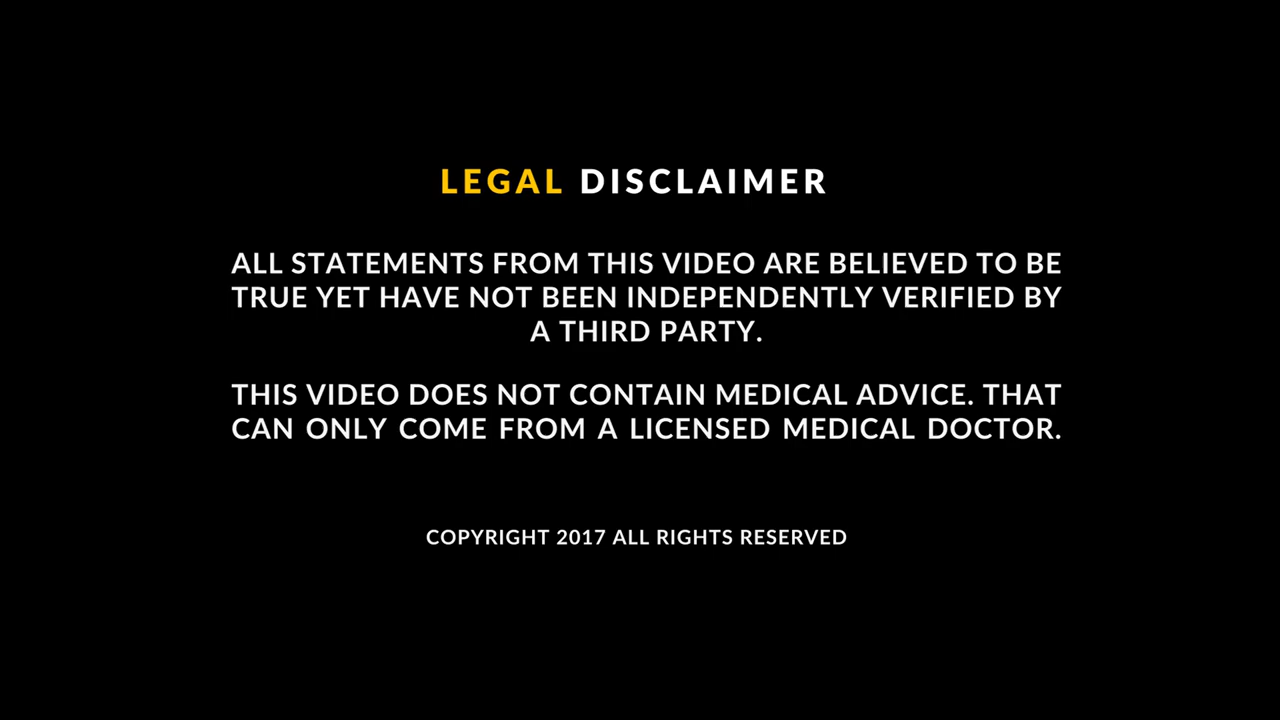 LEGAL DISCLAIMER
ALL STATEMENTS FROM THIS VIDEO ARE BELIEVED TO BE
TRUE YET HAVE NOT BEEN INDEPENDENTLY VERIFIED BY
A THIRD PARTY.
THIS VIDEO DOES NOT CONTAIN MEDICAL ADVICE. THAT
CAN ONLY COME FROM A LICENSED MEDICAL DOCTOR.
COPYRIGHT 2017 ALL RIGHTS RESERVED